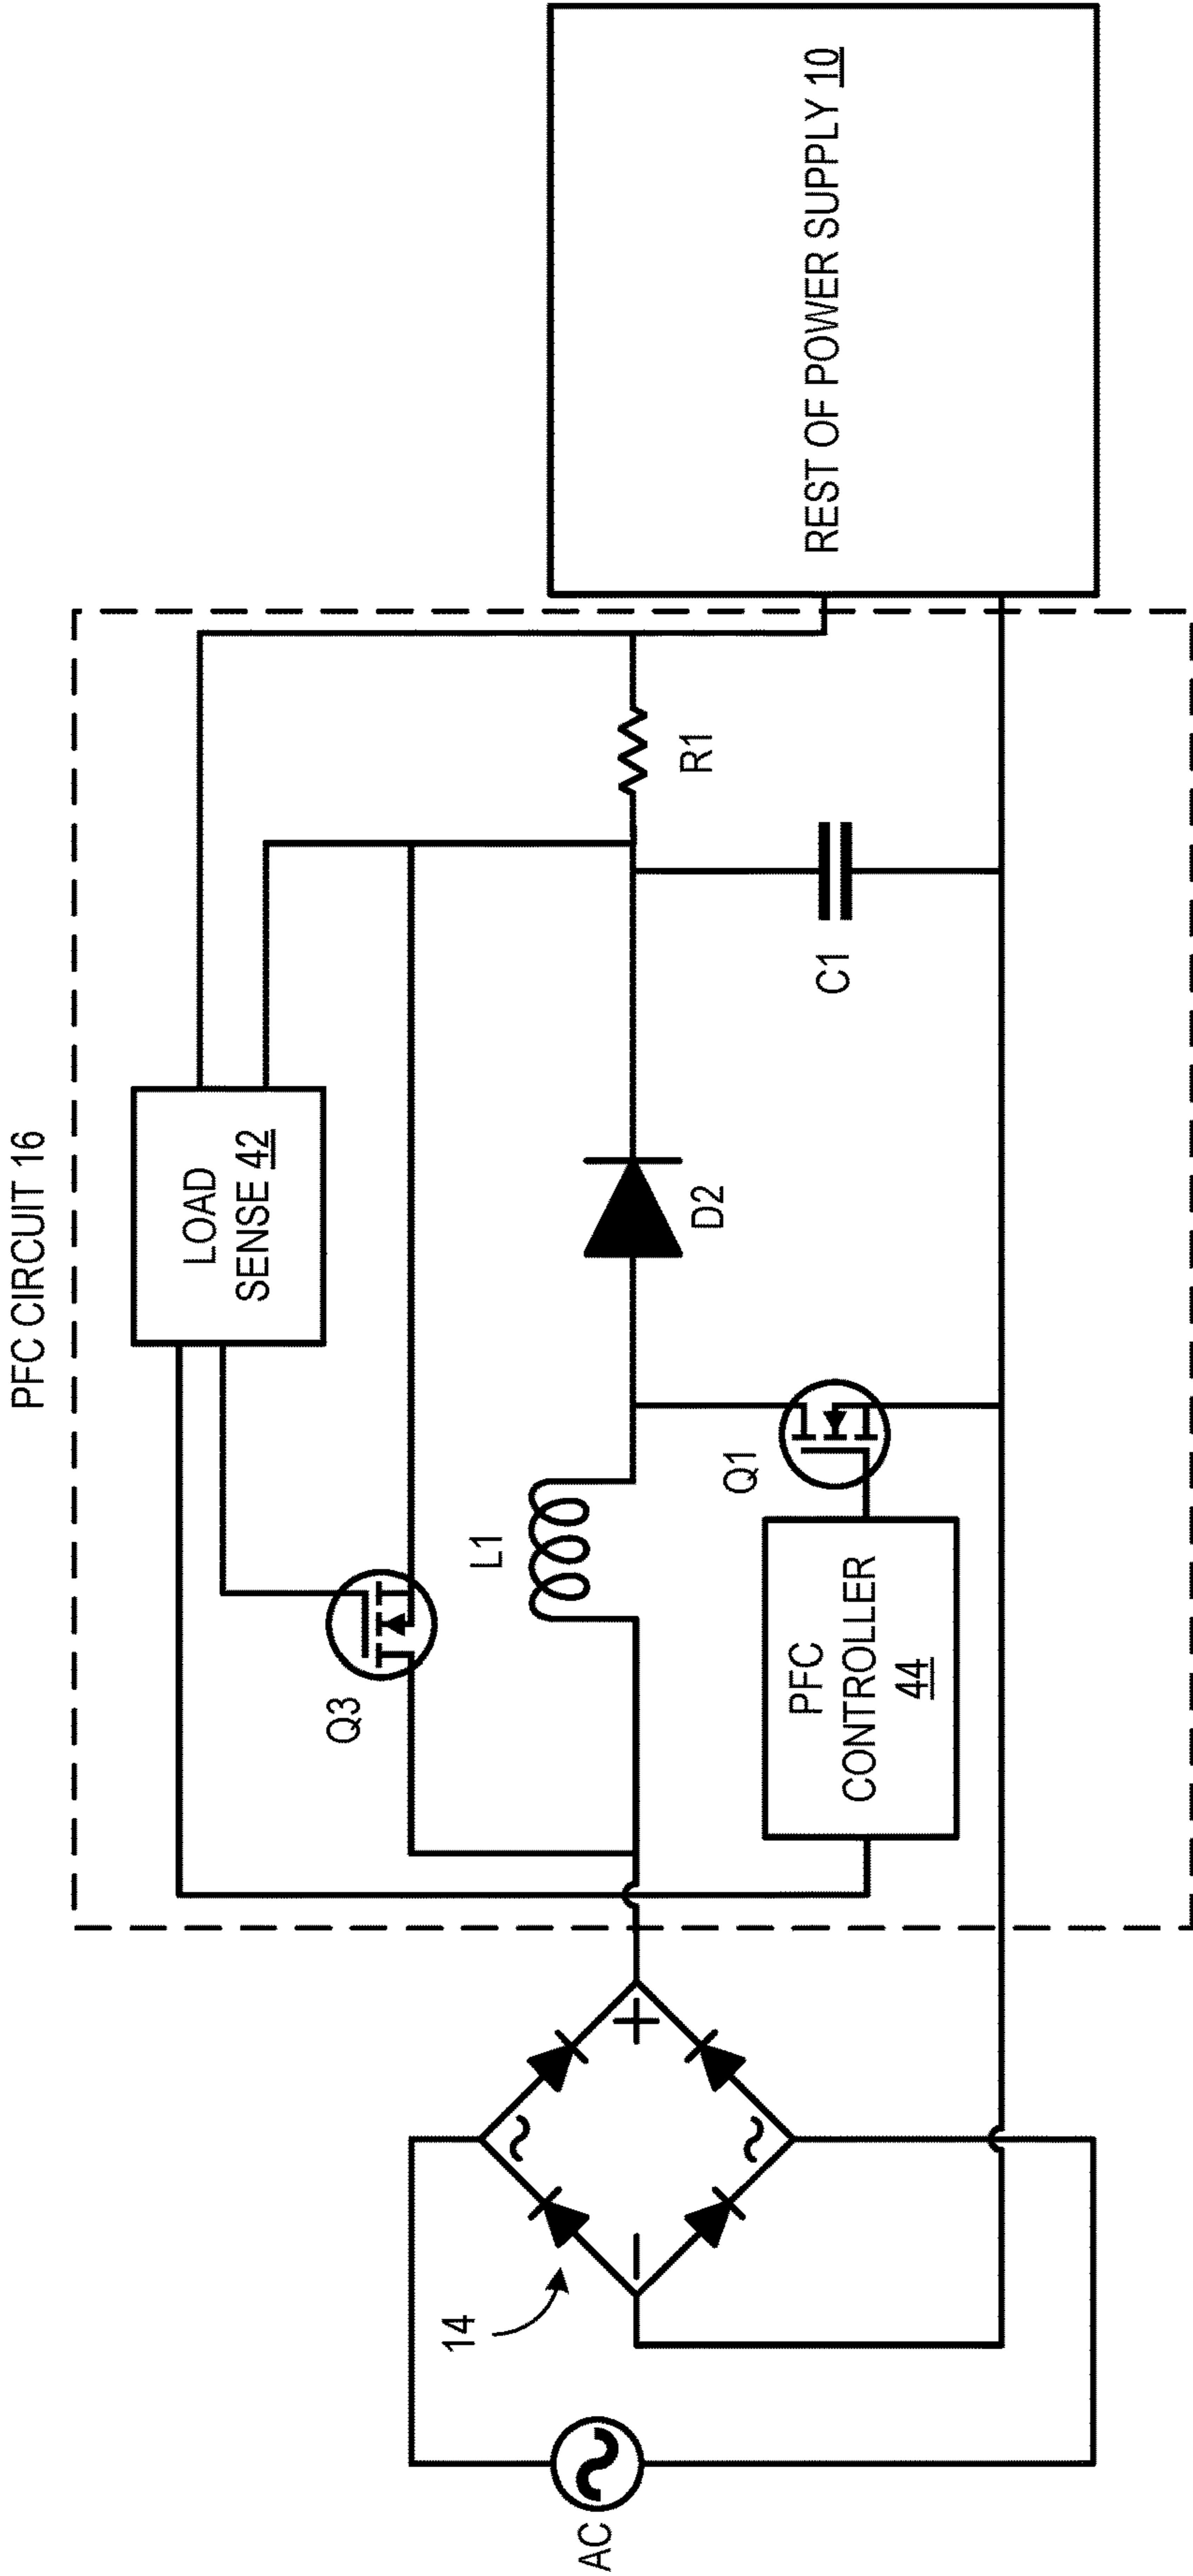 PFC CIRCUIT 16
LOAD
SENSE 42
Q3
L1
D2
R1
REST OF POWER SUPPLY 10
14
AC
PFC
CONTROLLER
44
Q1
C1